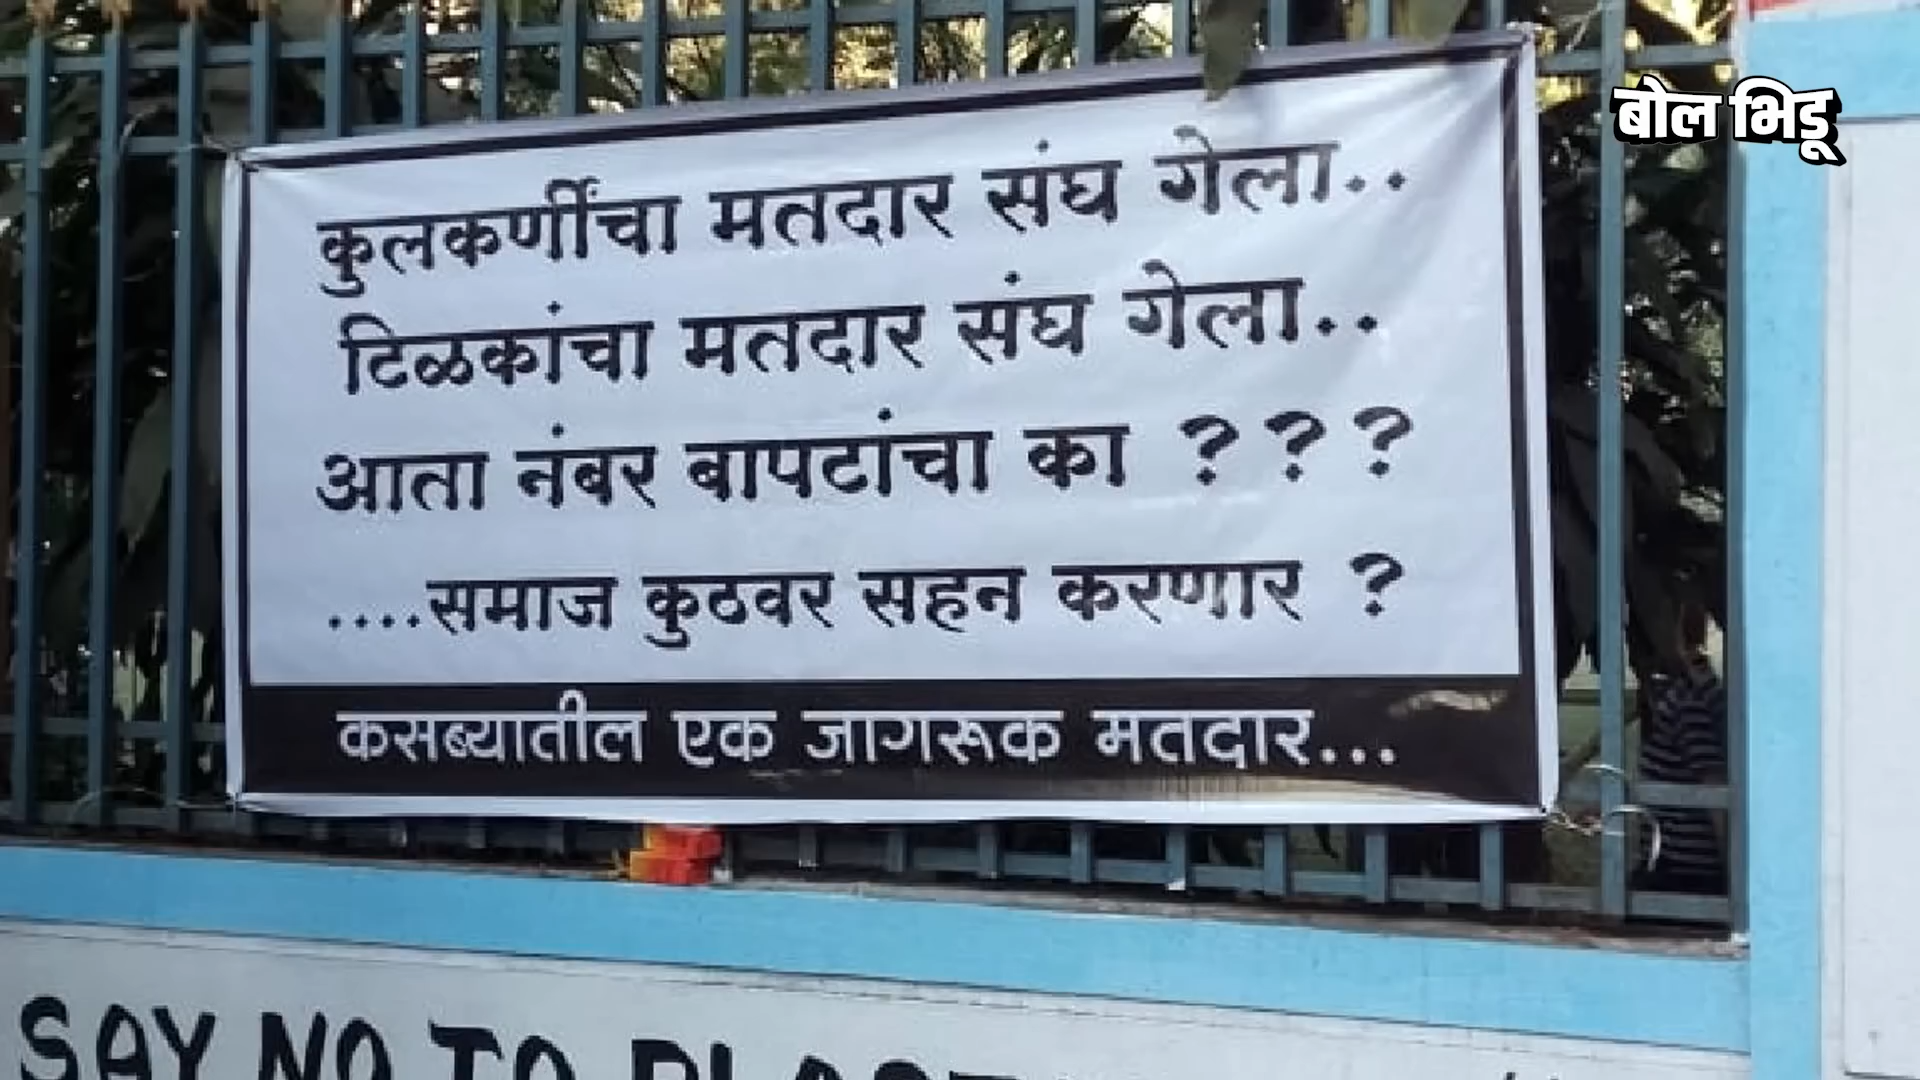 बोल भिडू
कुलकर्णींचा मतदार संघ गेला..
टिळकांचा मतदार संघ गेला..
आता नंबर बापटांचा का ? ? ?
....समाज कुठवर सहन करणार ?
कसब्यातील एक जागरूक मतदार...
SAY NO TO